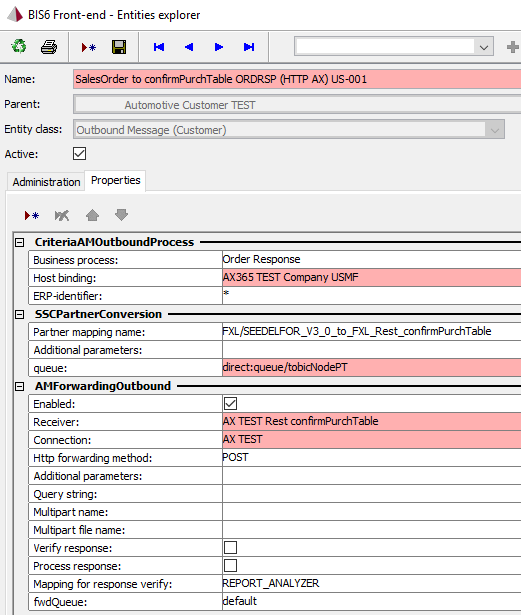 BIS6 Front-end - Entities explorer
Name: SalesOrder to confirmPurchTable ORDRSP (HTTP AX) US-001
Parent: Automotive Customer TEST
Entity class: Outbound Message (Customer)
Active:
Administration Properties
CriteriaAMOutboundProcess
Business process: Order Response
Host binding: AX365 TEST Company USMF
ERP-identifier: *
SSCPartnerConversion
Partner mapping name: FXL/SEEDELFOR_V3_0_to_FXL_Rest_confirmPurchTable
Additional parameters:
queue: direct:queue/tobicNodePT
AMForwardingOutbound
Enabled:
Receiver: AX TEST Rest confirmPurchTable
Connection: AX TEST
Http forwarding method: POST
Additional parameters:
Query string:
Multipart name:
Multipart file name:
Verify response:
Process response:
Mapping for response verify: REPORT_ANALYZER
fwdQueue: default